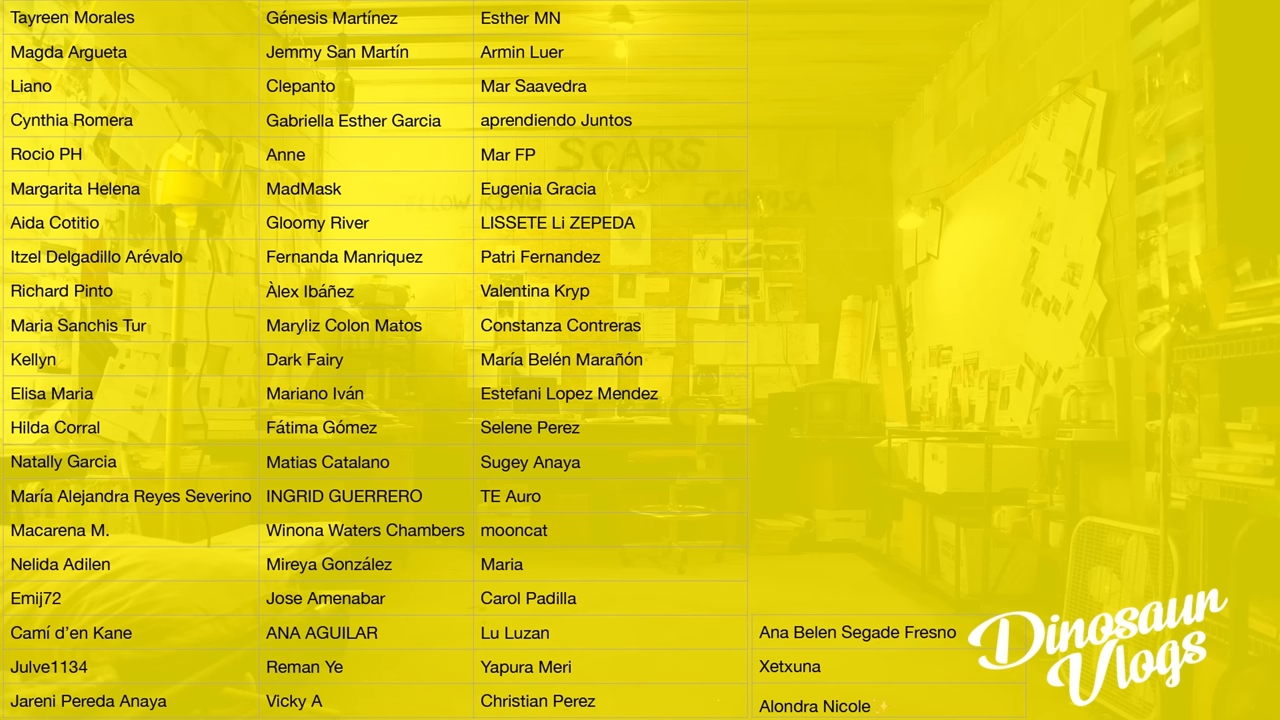 Tayreen Morales Génesis Martínez Esther MN
Magda Argueta Jemmy San Martín Armin Luer
Liano Clepanto Mar Saavedra
Cynthia Romera Gabriella Esther Garcia aprendiendo Juntos
Rocio PH Anne Mar FP
SCARS
Margarita Helena MadMask Eugenia Gracia
KING
Aida Cotitio Gloomy River LISSETE Li ZEPEDA
Itzel Delgadillo Arévalo Fernanda Manriquez Patri Fernandez
Richard Pinto Àlex Ibáñez Valentina Kryp
Maria Sanchis Tur Maryliz Colon Matos Constanza Contreras
Kellyn Dark Fairy María Belén Marañón
Elisa Maria Mariano Iván Estefani Lopez Mendez
Hilda Corral Fátima Gómez Selene Perez
Natally Garcia Matias Catalano Sugey Anaya
María Alejandra Reyes Severino INGRID GUERRERO TE Auro
Macarena M. Winona Waters Chambers mooncat
Nelida Adilen Mireya González Maria
Emij72 Jose Amenabar Carol Padilla
Camí d’en Kane ANA AGUILAR Lu Luzan Ana Belen Segade Fresno
Julve1134 Reman Ye Yapura Meri Xetxuna
Jareni Pereda Anaya Vicky A Christian Perez Alondra Nicole ✨
Dinosaur
Vlogs